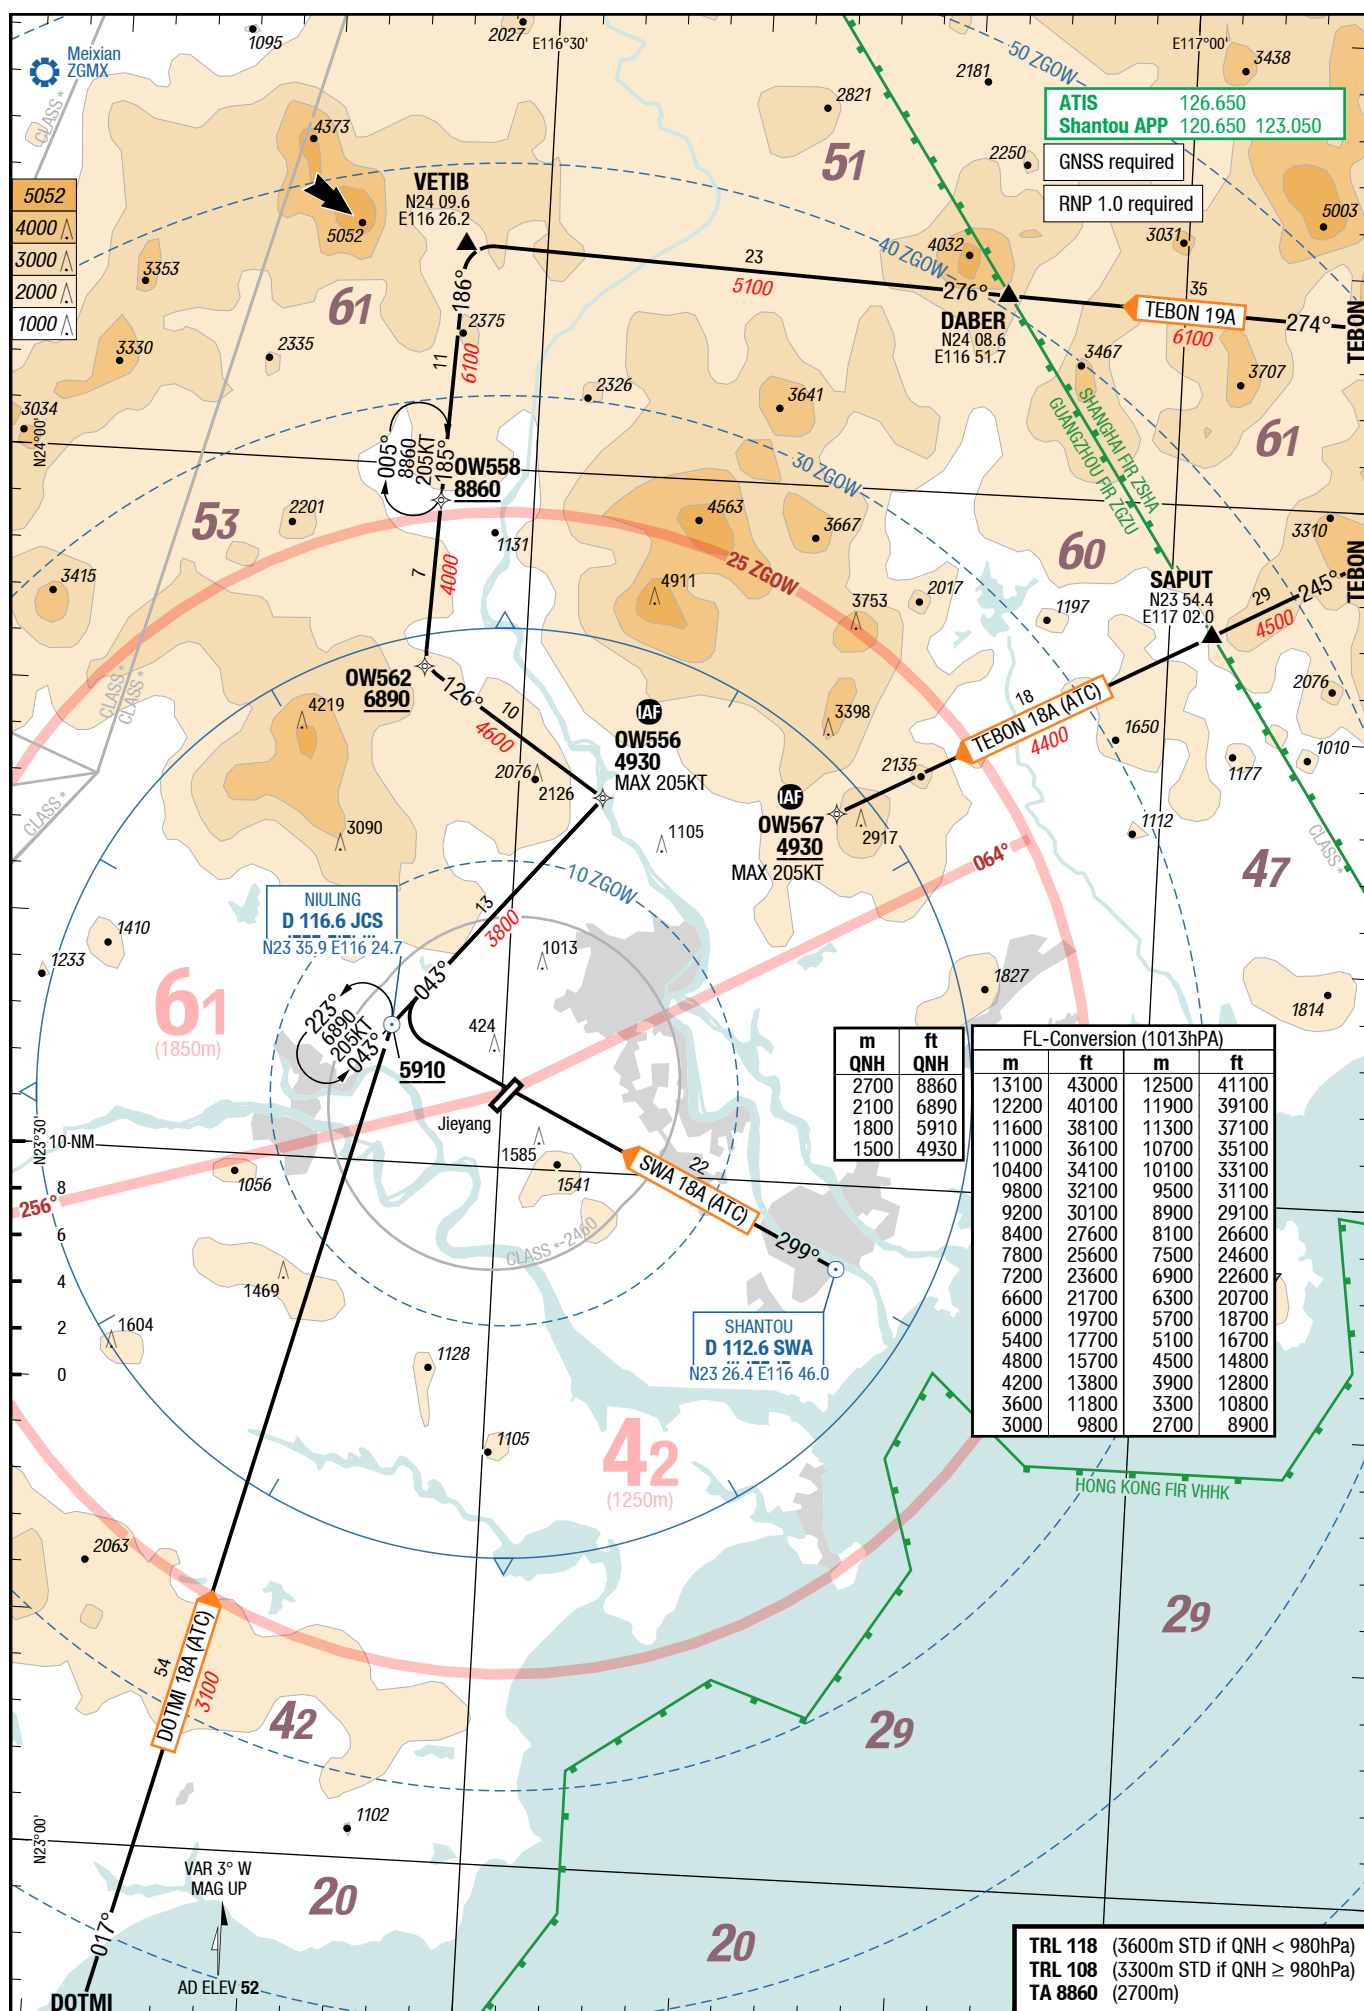 1095
2027
E116°30'
50 ZGOW
E117°00'
3438
Meixian
ZGMX
2181
2821
ATIS 126.650
Shantou APP 120.650 123.050
CLASS *
4373
51
2250
GNSS required
RNP 1.0 required
5052
4000
3000
2000
1000
VETIB
N24 09.6
E116 26.2
5052
5003
3031
4032
40 ZGOW
3353
61
186°
23
5100
276°
35
TEBON 19A
6100
274°
TEBON
DABER
N24 08.6
E116 51.7
2375
3330
2335
11
6100
3467
3707
2326
3641
3034
N24°00'
SHANGHAI FIR ZSHA
GUANGZHOU FIR ZGZU
61
005°
8860
205KT
185°
OW558
8860
30 ZGOW
2201
53
4563
3667
3310
1131
60
25 ZGOW
7
4000
3415
4911
2017
SAPUT
N23 54.4
E117 02.0
29
245°
4500
TEBON
3753
1197
OW562
6890
126°
10
4600
CLASS *
CLASS *
4219
IAF
OW556
4930
MAX 205KT
3398
18
TEBON 18A (ATC)
4400
2076
1650
1010
1177
2076
2126
2135
IAF
OW567
4930
MAX 205KT
2917
1112
CLASS *
3090
1105
CLASS *
10 ZGOW
064°
47
NIULING
D 116.6 JCS
N23 35.9 E116 24.7
13
3800
1410
1013
1233
043°
1827
1814
61
(1850m)
223°
6890
205KT
043°
424
5910
m ft
QNH QNH
2700 8860
2100 6890
1800 5910
1500 4930
FL-Conversion (1013hPA)
m ft m ft
13100 43000 12500 41100
12200 40100 11900 39100
11600 38100 11300 37100
11000 36100 10700 35100
10400 34100 10100 33100
9800 32100 9500 31100
9200 30100 8900 29100
8400 27600 8100 26600
7800 25600 7500 24600
7200 23600 6900 22600
6600 21700 6300 20700
6000 19700 5700 18700
5400 17700 5100 16700
4800 15700 4500 14800
4200 13800 3900 12800
3600 11800 3300 10800
3000 9800 2700 8900
Jieyang
N23°30'
10 NM
8
6
4
2
0
1585
1541
22
SWA 18A (ATC)
299°
1056
256°
CLASS *-2460
1469
1604
SHANTOU
D 112.6 SWA
N23 26.4 E116 46.0
1128
1105
42
(1250m)
HONG KONG FIR VHHK
2063
29
54
DOTMI 18A (ATC)
3100
42
29
1102
N23°00'
VAR 3° W
MAG UP
20
20
017°
AD ELEV 52
DOTMI
TRL 118 (3600m STD if QNH < 980hPa)
TRL 108 (3300m STD if QNH ≥ 980hPa)
TA 8860 (2700m)